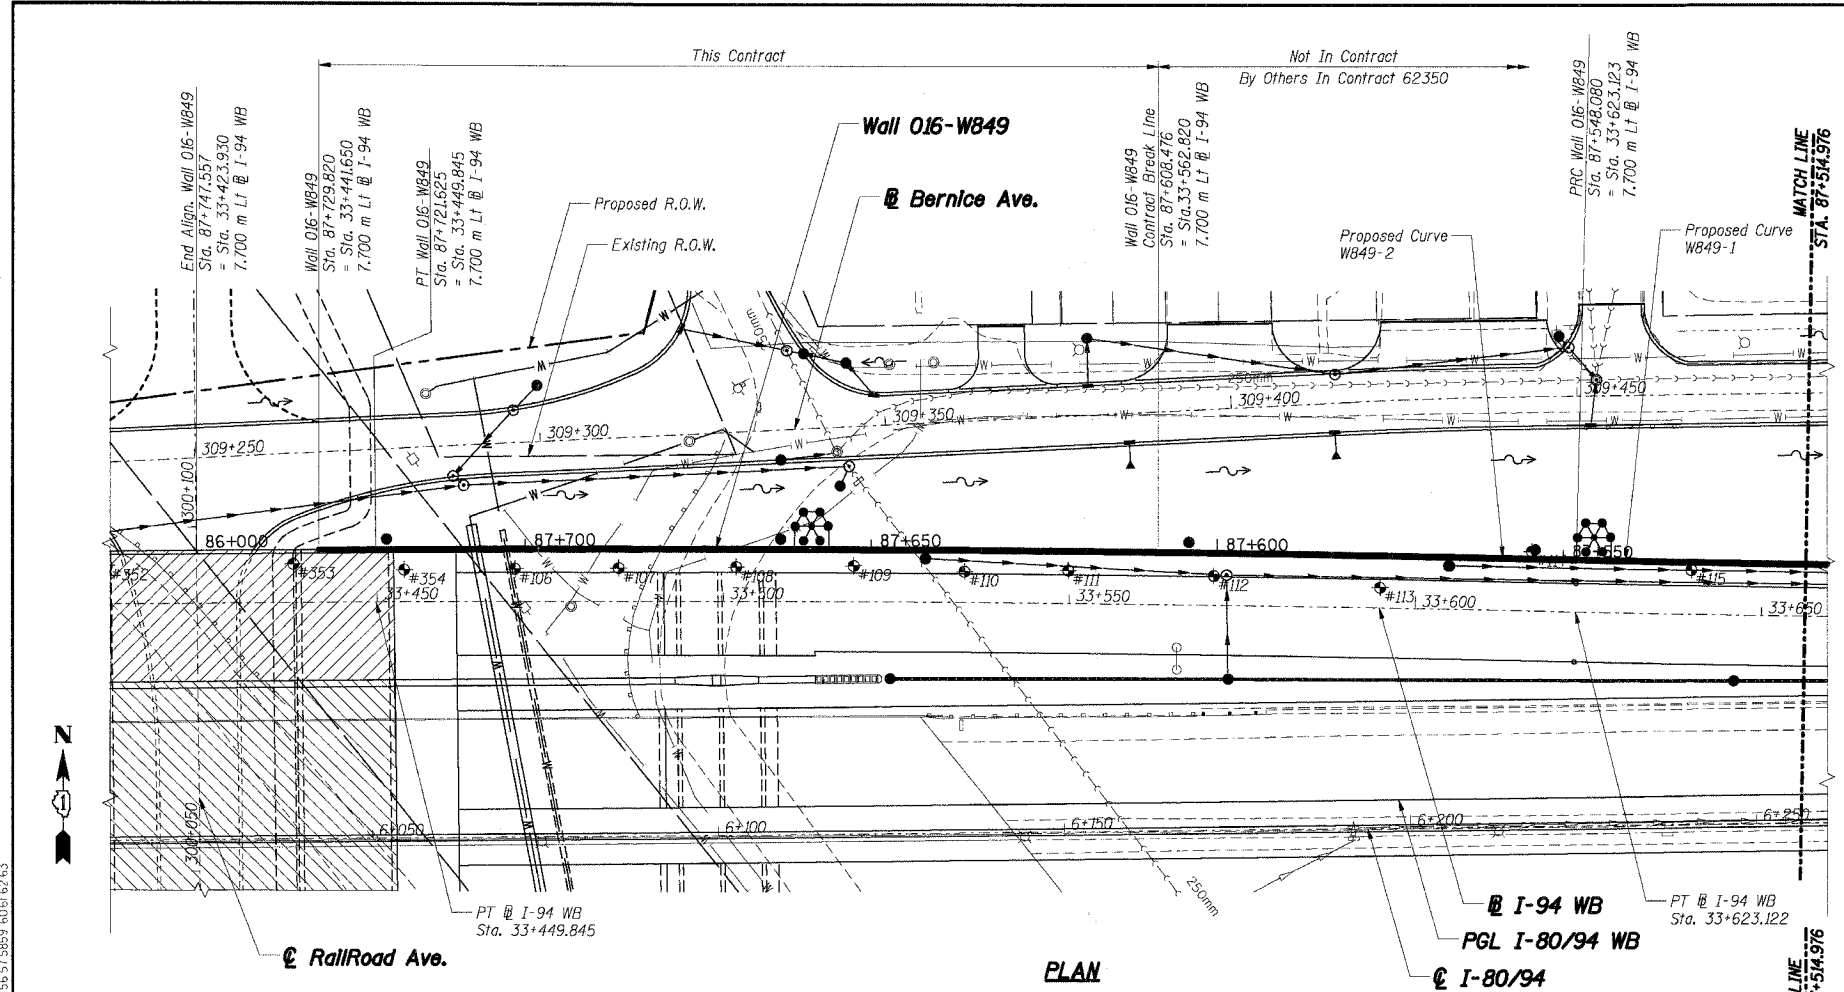 This Contract
Not In Contract
By Others In Contract 62350
End Align. Wall 016-W849
Sta. 87+747.557
= Sta. 33+423.930
7.700 m Lt ℄ I-94 WB
Wall 016-W849
Sta. 87+729.820
= Sta. 33+441.650
7.700 m Lt ℄ I-94 WB
PT Wall 016-W849
Sta. 87+721.625
= Sta. 33+449.845
7.700 m Lt ℄ I-94 WB
Wall 016-W849
℄ Bernice Ave.
Proposed R.O.W.
Existing R.O.W.
Wall 016-W849
Contract Break Line
Sta. 87+608.476
= Sta.33+562.820
7.700 m Lt ℄ I-94 WB
PRC Wall 016-W849
Sta. 87+548.080
= Sta. 33+623.123
7.700 m Lt ℄ I-94 WB
MATCH LINE
STA. 87+514.976
Proposed Curve
W849-2
Proposed Curve
W849-1
250mm
309+250
309+300
309+350
309+400
309+450
300+100
86+000
87+700
87+650
87+600
87+550
#352
#353
#354
#106
#107
#108
#109
#110
#111
#112
#113
#115
33+450
33+500
33+550
33+600
33+650
6+050
6+100
6+150
6+200
6+250
300+050
250mm
N
1
PT ℄ I-94 WB
Sta. 33+449.845
℄ RailRoad Ave.
PLAN
℄ I-94 WB
PGL I-80/94 WB
℄ I-80/94
PT ℄ I-94 WB
Sta. 33+623.122
LINE
+514.976